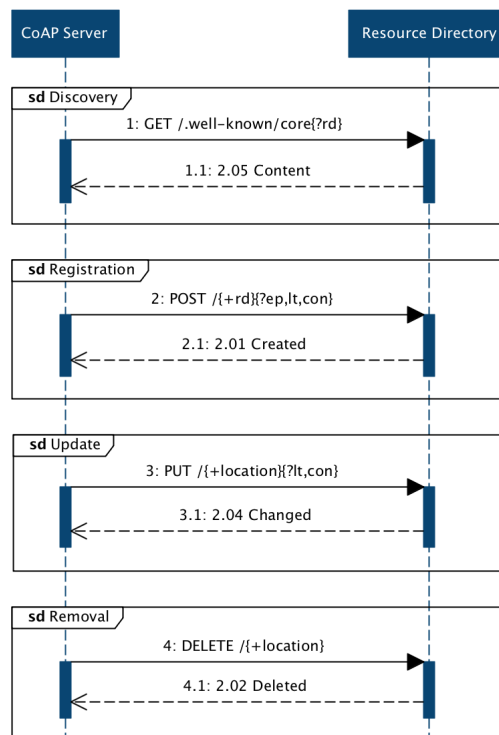 CoAP Server
Resource Directory
sd Discovery
1: GET /.well-known/core{?rd}
1.1: 2.05 Content
sd Registration
2: POST /{+rd}{?ep,lt,con}
2.1: 2.01 Created
sd Update
3: PUT /{+location}{?lt,con}
3.1: 2.04 Changed
sd Removal
4: DELETE /{+location}
4.1: 2.02 Deleted